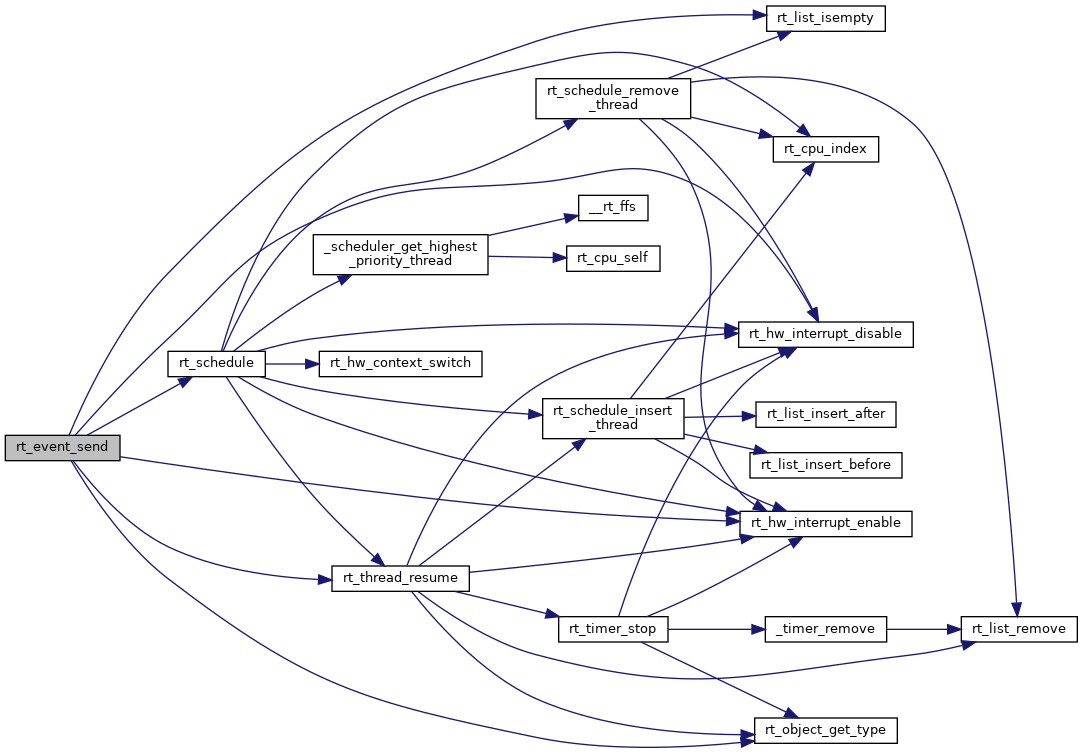 rt_list_isempty
rt_schedule_remove
_thread
rt_cpu_index
__rt_ffs
_scheduler_get_highest
_priority_thread
rt_cpu_self
rt_hw_interrupt_disable
rt_schedule
rt_hw_context_switch
rt_schedule_insert
_thread
rt_list_insert_after
rt_event_send
rt_list_insert_before
rt_hw_interrupt_enable
rt_thread_resume
rt_timer_stop
_timer_remove
rt_list_remove
rt_object_get_type